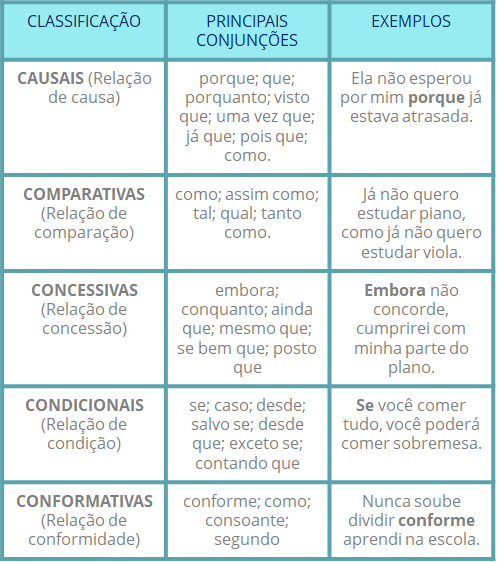 CLASSIFICAÇÃO
PRINCIPAIS
CONJUNÇÕES
EXEMPLOS
CAUSAIS (Relação
de causa)
porque; que;
porquanto; visto
que; uma vez que;
já que; pois que;
como.
Ela não esperou
por mim porque já
estava atrasada.
COMPARATIVAS
(Relação de
comparação)
como; assim como;
tal; qual; tanto
como.
Já não quero
estudar piano,
como já não quero
estudar viola.
CONCESSIVAS
(Relação de
concessão)
embora;
conquanto; ainda
que; mesmo que;
se bem que; posto
que
Embora não
concorde,
cumprirei com
minha parte do
plano.
CONDICIONAIS
(Relação de
condição)
se; caso; desde;
salvo se; desde
que; exceto se;
contando que
Se você comer
tudo, você poderá
comer sobremesa.
CONFORMATIVAS
(Relação de
conformidade)
conforme; como;
consoante;
segundo
Nunca soube
dividir conforme
aprendi na escola.